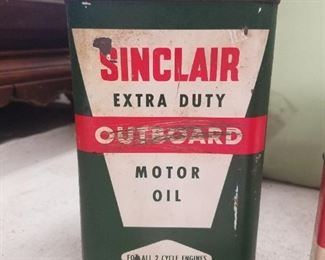 SINCLAIR
EXTRA DUTY
OUTBOARD
MOTOR
OIL
FOR ALL 2 CYCLE ENGINES